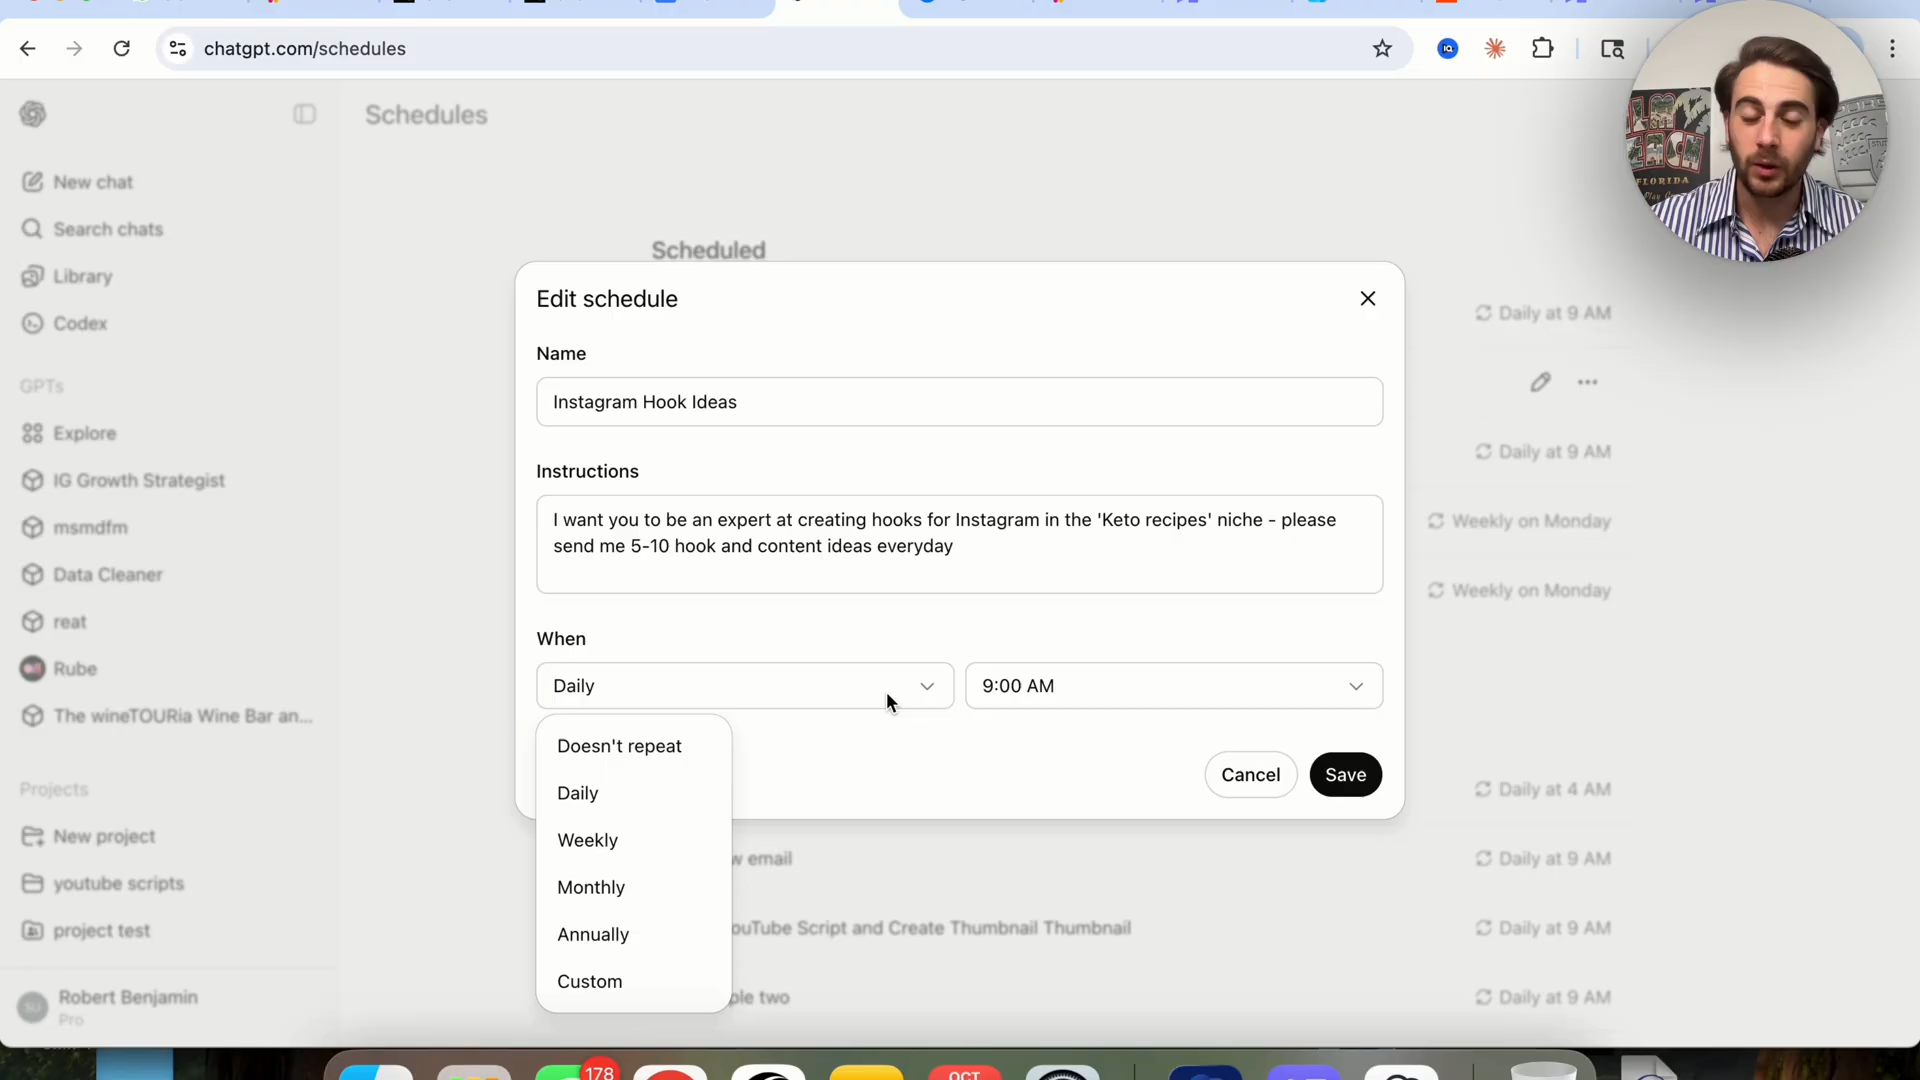 chatgpt.com/schedules
Schedules
New chat
Search chats
Library
Codex
GPTs
Explore
IG Growth Strategist
msmdfm
Data Cleaner
reat
Rube
The wineTOURia Wine Bar an...
Projects
New project
youtube scripts
project test
Robert Benjamin
Pro
Scheduled
Daily at 9 AM
Daily at 9 AM
Weekly on Monday
Weekly on Monday
Daily at 4 AM
w email
Daily at 9 AM
ouTube Script and Create Thumbnail Thumbnail
Daily at 9 AM
ple two
Daily at 9 AM
Edit schedule
Name
Instagram Hook Ideas
Instructions
I want you to be an expert at creating hooks for Instagram in the 'Keto recipes' niche - please
send me 5-10 hook and content ideas everyday
When
Daily
9:00 AM
Doesn't repeat
Daily
Weekly
Monthly
Annually
Custom
Cancel
Save
FLORIDA
178
OCT